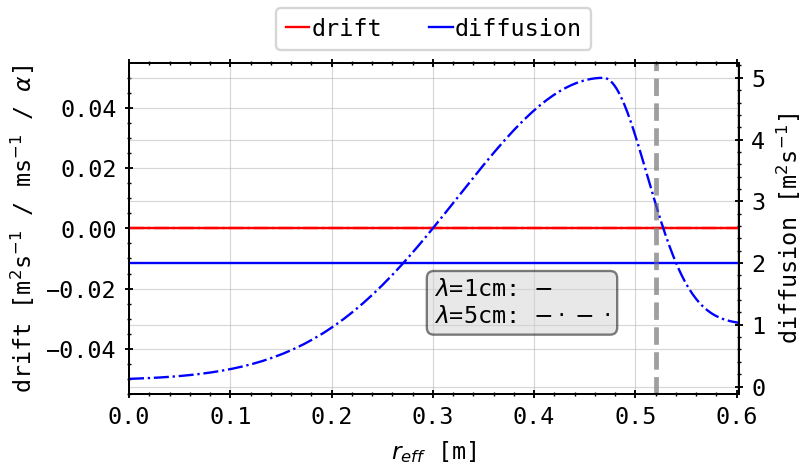 drift diffusion
drift [m²s⁻¹ / ms⁻¹ / α]
0.04
0.02
0.00
−0.02
−0.04
5
4
3
2
1
0
diffusion [m²s⁻¹]
λ=1cm: —
λ=5cm: —·—·
0.0 0.1 0.2 0.3 0.4 0.5 0.6
r_eff [m]